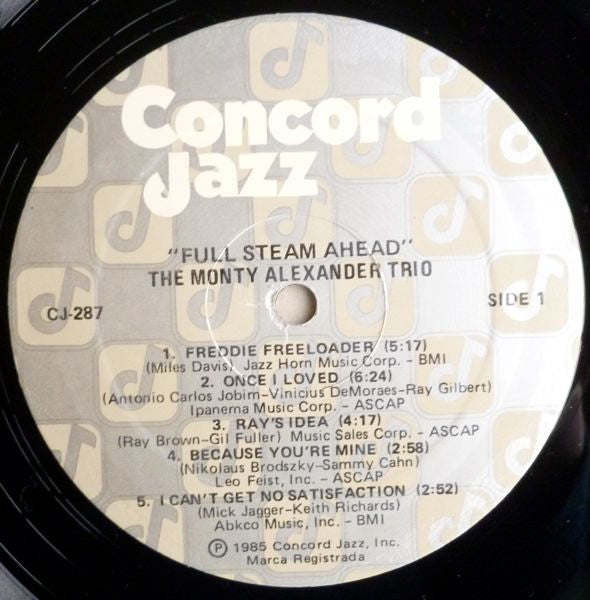 Concord
Jazz
"FULL STEAM AHEAD"
THE MONTY ALEXANDER TRIO
CJ-287
SIDE 1
1. FREDDIE FREELOADER (5:17)
(Miles Davis) Jazz Horn Music Corp. – BMI
2. ONCE I LOVED (6:24)
(Antonio Carlos Jobim–Vinicius DeMoraes–Ray Gilbert)
Ipanema Music Corp. – ASCAP
3. RAY'S IDEA (4:17)
(Ray Brown–Gil Fuller) Music Sales Corp. – ASCAP
4. BECAUSE YOU'RE MINE (2:58)
(Nikolaus Brodszky–Sammy Cahn)
Leo Feist, Inc. – ASCAP
5. I CAN'T GET NO SATISFACTION (2:52)
(Mick Jagger–Keith Richards)
Abkco Music, Inc. – BMI
Ⓟ 1985 Concord Jazz, Inc.
Marca Registrada